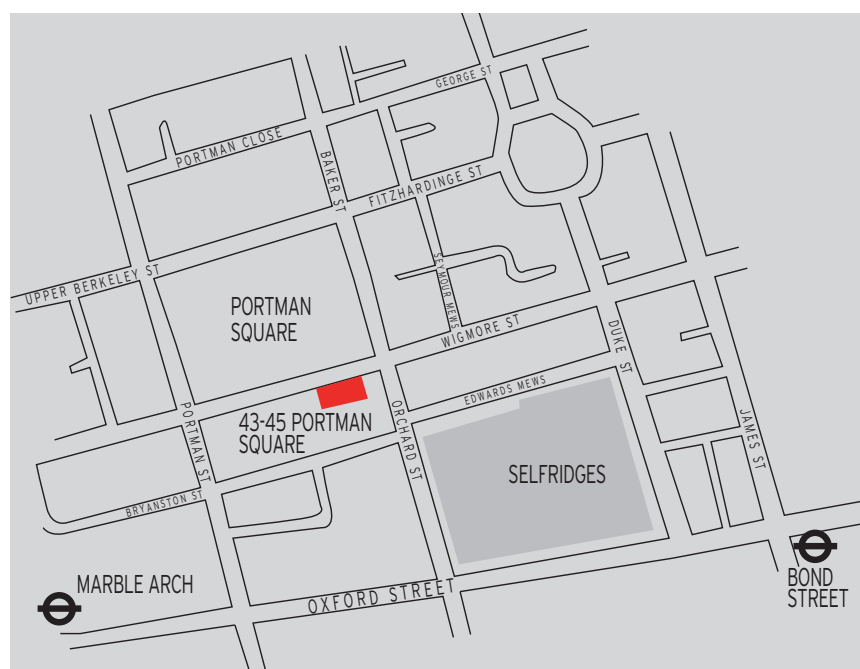 GEORGE ST
PORTMAN CLOSE
BAKER ST
FITZHARDINGE ST
UPPER BERKELEY ST
SEYMOUR MEWS
PORTMAN
SQUARE
WIGMORE ST
DUKE ST
EDWARDS MEWS
PORTMAN ST
43-45 PORTMAN
SQUARE
ORCHARD ST
JAMES ST
SELFRIDGES
BRYANSTON ST
MARBLE ARCH
OXFORD STREET
BOND
STREET